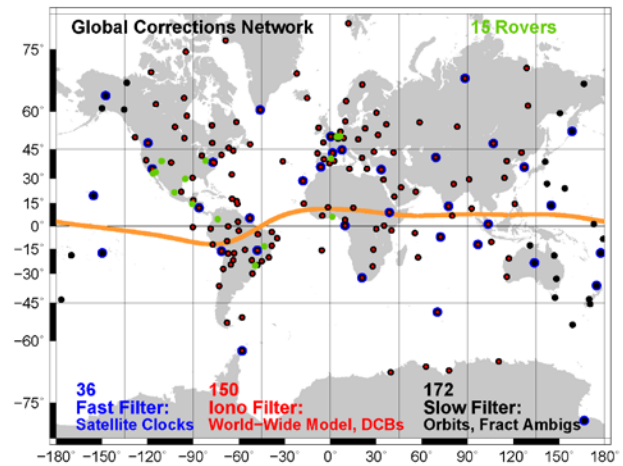 Global Corrections Network
15 Rovers
75°
60°
45°
30°
15°
0°
−15°
−30°
−45°
−60°
−75°
36
Fast Filter:
Satellite Clocks
150
Iono Filter:
World-Wide Model, DCBs
172
Slow Filter:
Orbits, Fract Ambigs
−180 −150 −120 −90 −60 −30 0 30 60 90 120 150 180